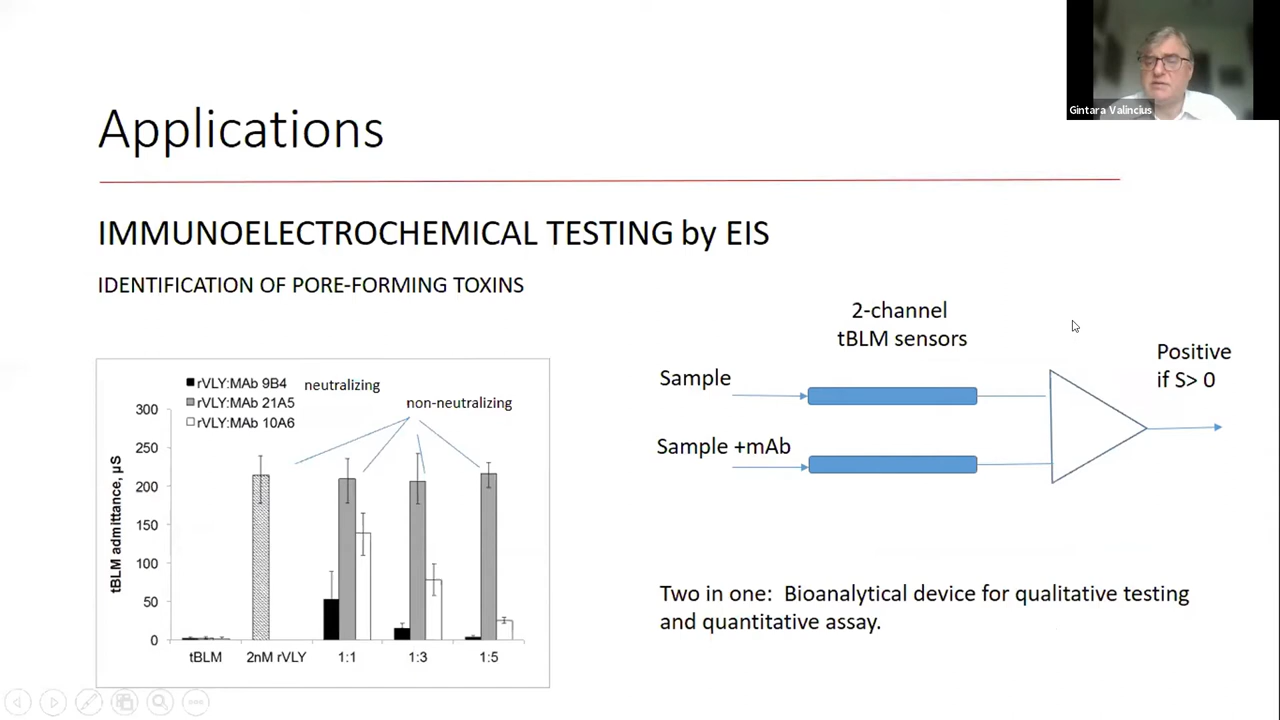 Gintara Valincius
Applications
IMMUNOELECTROCHEMICAL TESTING by EIS
IDENTIFICATION OF PORE-FORMING TOXINS
rVLY:MAb 9B4
rVLY:MAb 21A5
rVLY:MAb 10A6
neutralizing
non-neutralizing
tBLM admittance, µS
300
250
200
150
100
50
0
tBLM
2nM rVLY
1:1
1:3
1:5
2-channel
tBLM sensors
Sample
Sample +mAb
Positive
if S> 0
Two in one: Bioanalytical device for qualitative testing
and quantitative assay.